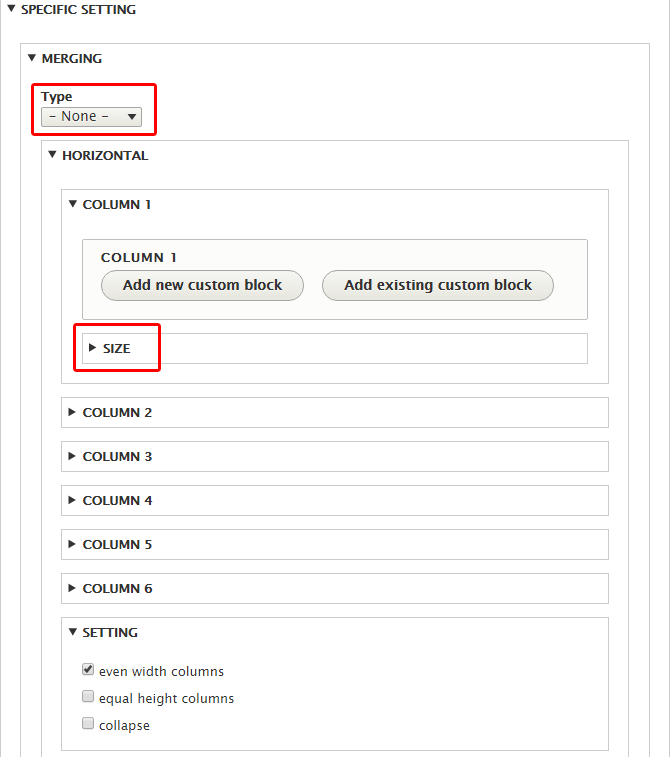 SPECIFIC SETTING
MERGING
Type
- None -
HORIZONTAL
COLUMN 1
COLUMN 1
Add new custom block Add existing custom block
SIZE
COLUMN 2
COLUMN 3
COLUMN 4
COLUMN 5
COLUMN 6
SETTING
even width columns
equal height columns
collapse